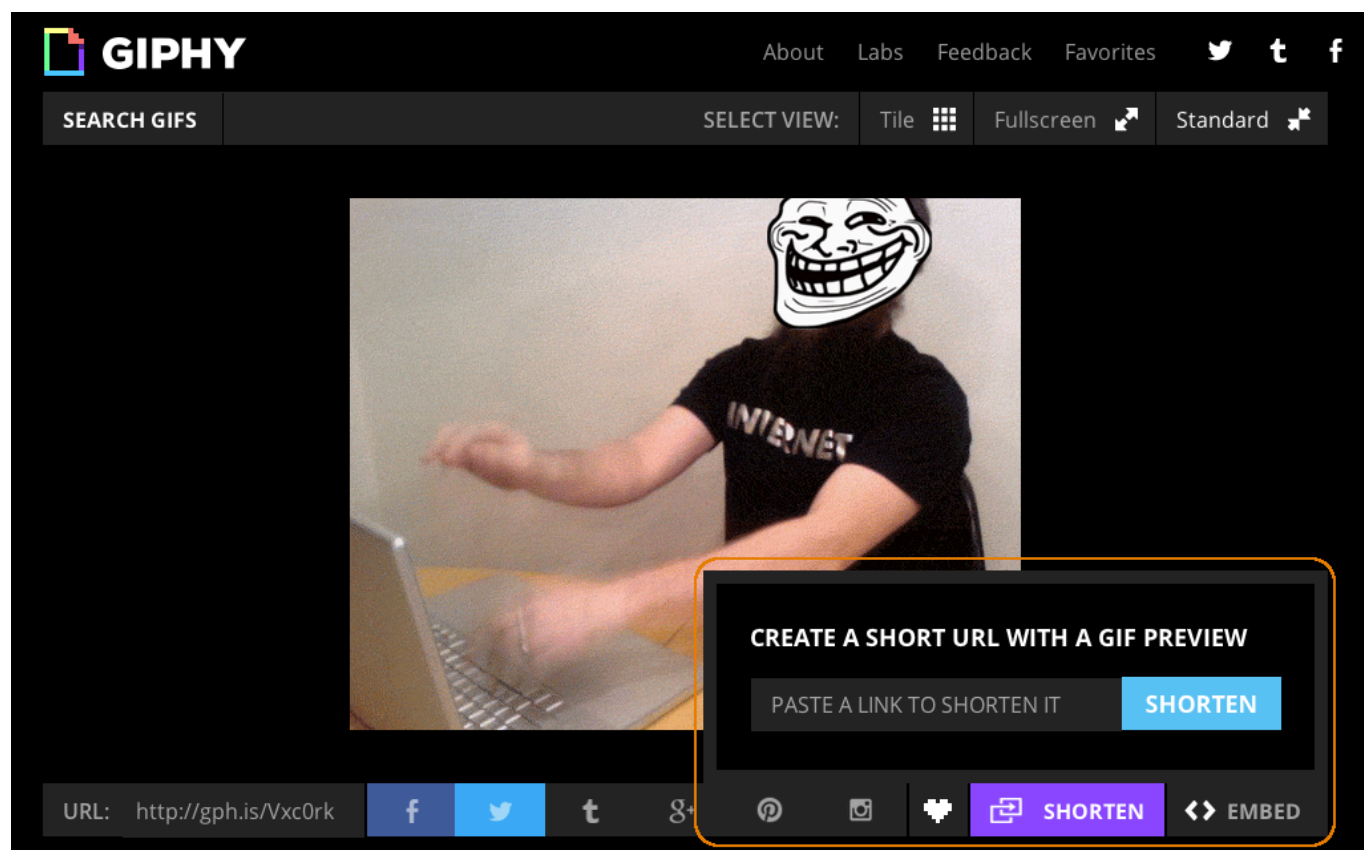 GIPHY
About Labs Feedback Favorites
SEARCH GIFS SELECT VIEW: Tile Fullscreen Standard
INTERNET
CREATE A SHORT URL WITH A GIF PREVIEW
PASTE A LINK TO SHORTEN IT SHORTEN
URL: http://gph.is/Vxc0rk f t g+ SHORTEN EMBED